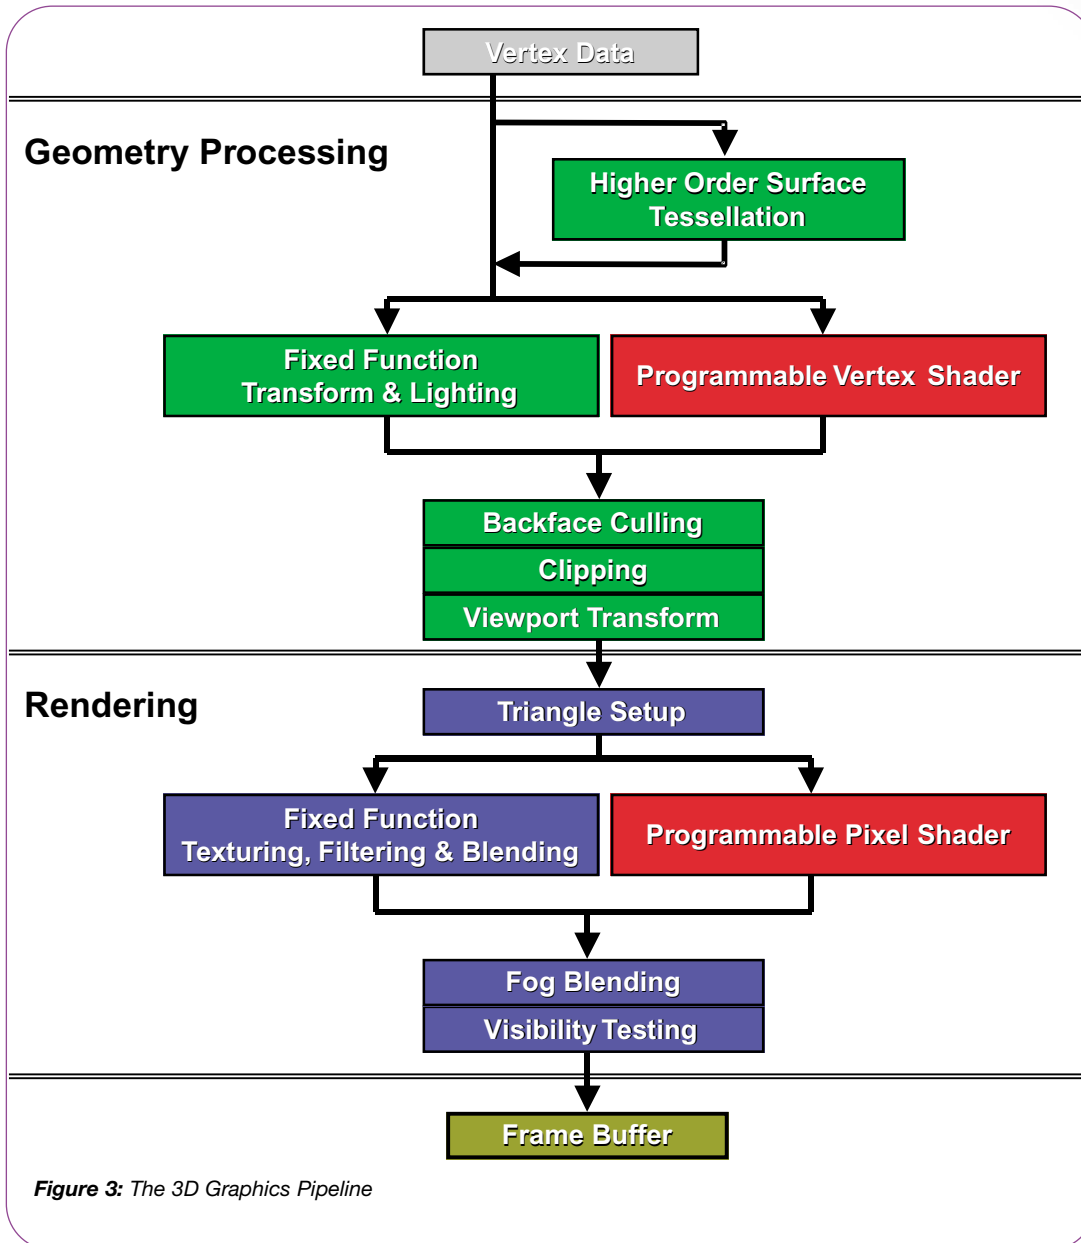 Vertex Data
Geometry Processing
Higher Order Surface
Tessellation
Fixed Function
Transform & Lighting
Programmable Vertex Shader
Backface Culling
Clipping
Viewport Transform
Rendering
Triangle Setup
Fixed Function
Texturing, Filtering & Blending
Programmable Pixel Shader
Fog Blending
Visibility Testing
Frame Buffer
Figure 3: The 3D Graphics Pipeline